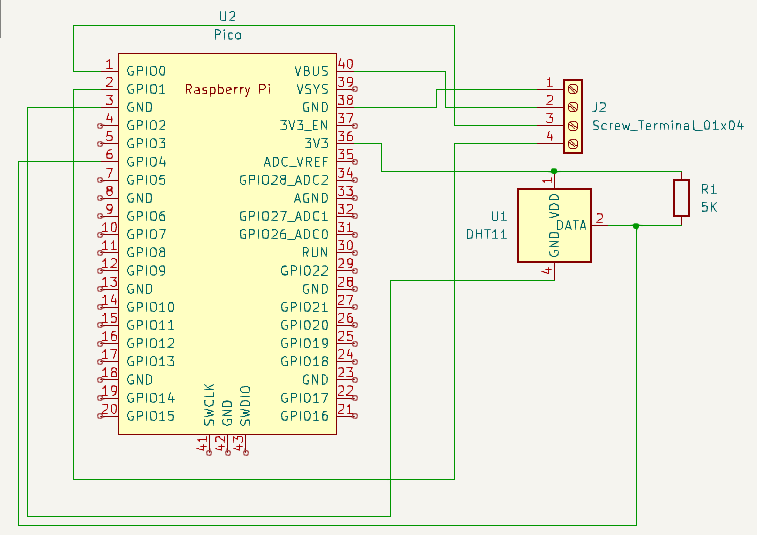 U2
Pico
Raspberry Pi
1 GPIO0
2 GPIO1
3 GND
4 GPIO2
5 GPIO3
6 GPIO4
7 GPIO5
8 GND
9 GPIO6
10 GPIO7
11 GPIO8
12 GPIO9
13 GND
14 GPIO10
15 GPIO11
16 GPIO12
17 GPIO13
18 GND
19 GPIO14
20 GPIO15
SWCLK 41
GND 42
SWDIO 43
VBUS 40
VSYS 39
GND 38
3V3_EN 37
3V3 36
ADC_VREF 35
GPIO28_ADC2 34
AGND 33
GPIO27_ADC1 32
GPIO26_ADC0 31
RUN 30
GPIO22 29
GND 28
GPIO21 27
GPIO20 26
GPIO19 25
GPIO18 24
GND 23
GPIO17 22
GPIO16 21
1
2
3
4
J2
Screw_Terminal_01x04
U1
DHT11
1
VDD
DATA 2
GND
4
R1
5K